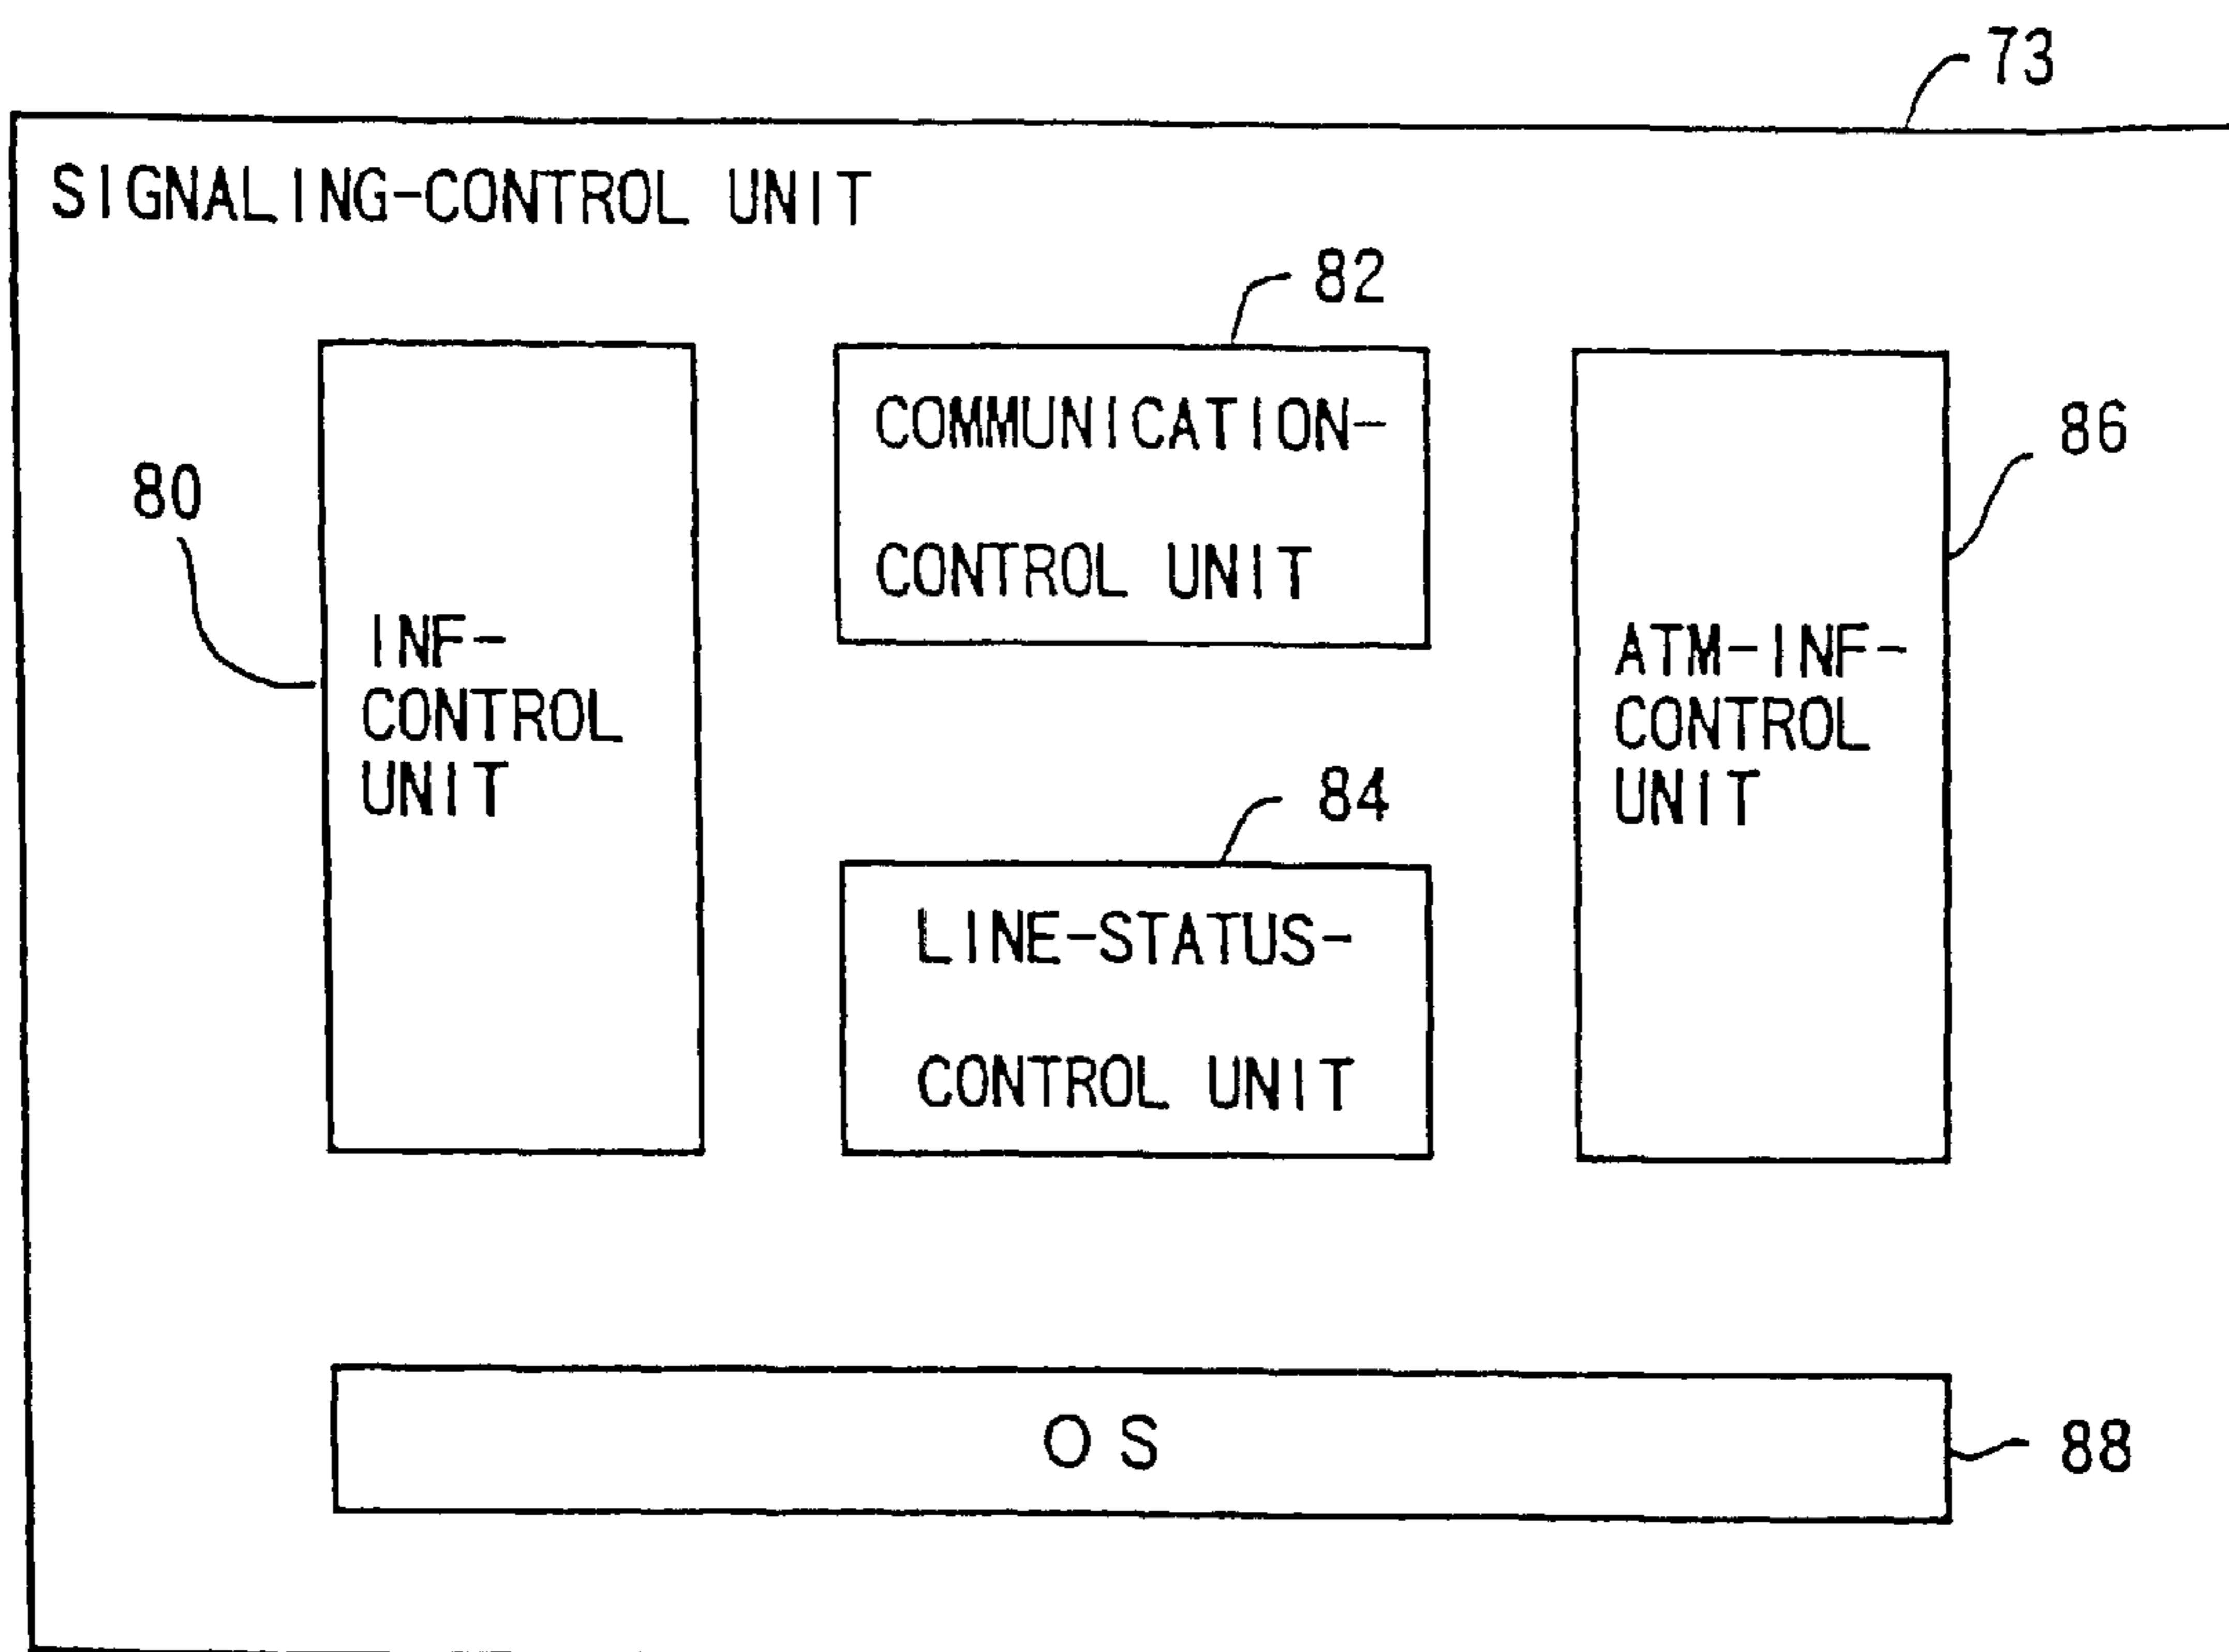 73
SIGNALING-CONTROL UNIT
82
COMMUNICATION-
CONTROL UNIT
86
80
INF-
CONTROL
UNIT
ATM-INF-
CONTROL
UNIT
84
LINE-STATUS-
CONTROL UNIT
OS
88